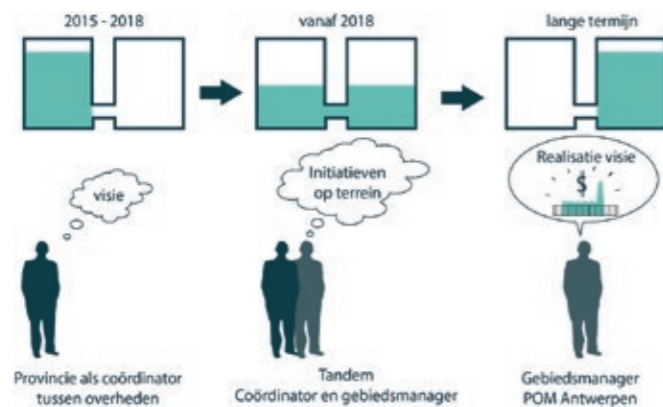 2015 - 2018
vanaf 2018
lange termijn
visie
Initiatieven
op terrein
Realisatie visie
$
Provincie als coördinator
tussen overheden
Tandem
Coördinator en gebiedsmanager
Gebiedsmanager
POM Antwerpen